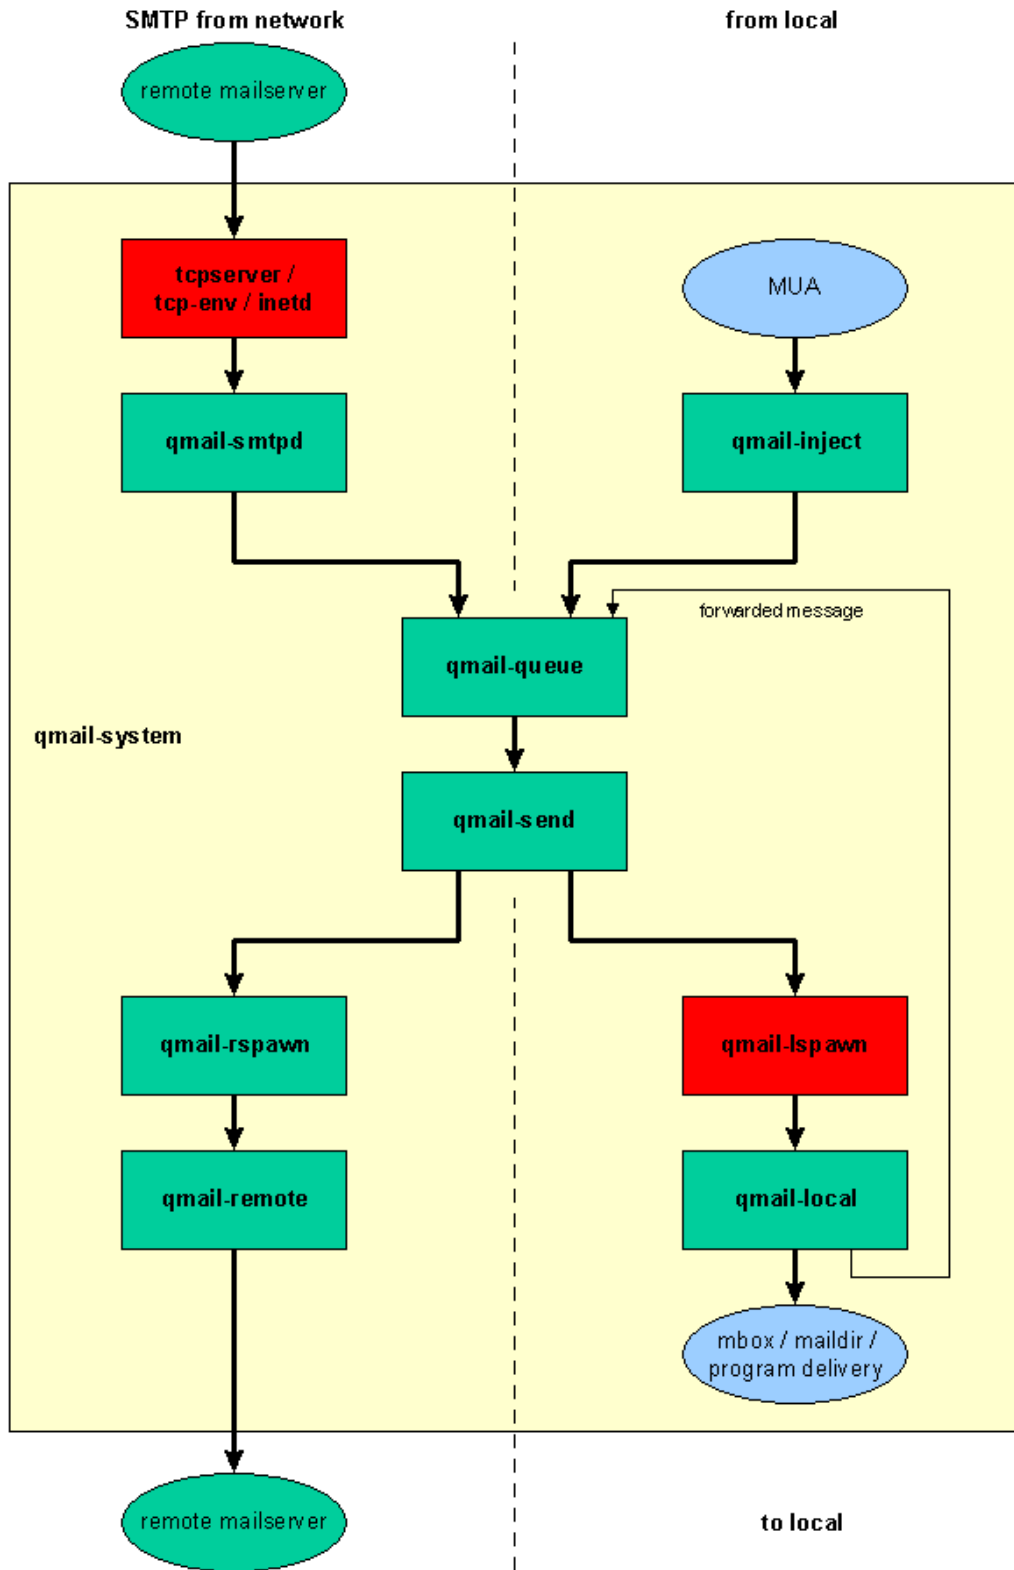 SMTP from network
from local
remote mailserver
tcpserver /
tcp-env / inetd
MUA
qmail-smtpd
qmail-inject
forwarded message
qmail-queue
qmail-system
qmail-send
qmail-rspawn
qmail-lspawn
qmail-remote
qmail-local
mbox / maildir /
program delivery
remote mailserver
to local